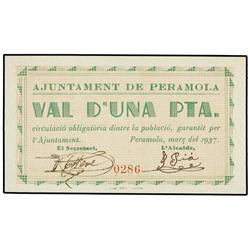 AJUNTAMENT DE PERAMOLA
VAL D'UNA PTA.
circulació obligatòria dintre la població, garantit per
l'Ajuntament. Peramola, març del 1937.
El Secretari, L'Alcalde,
0286